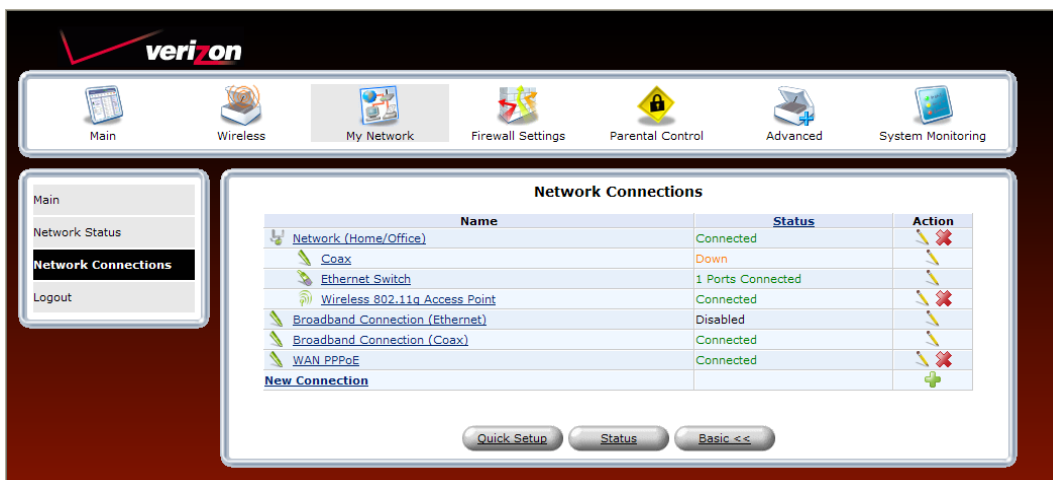 verizon
Main Wireless My Network Firewall Settings Parental Control Advanced System Monitoring
Main
Network Status
Network Connections
Logout
Network Connections
Name Status Action
Network (Home/Office) Connected
Coax Down
Ethernet Switch 1 Ports Connected
Wireless 802.11g Access Point Connected
Broadband Connection (Ethernet) Disabled
Broadband Connection (Coax) Connected
WAN PPPoE Connected
New Connection
Quick Setup Status Basic <<